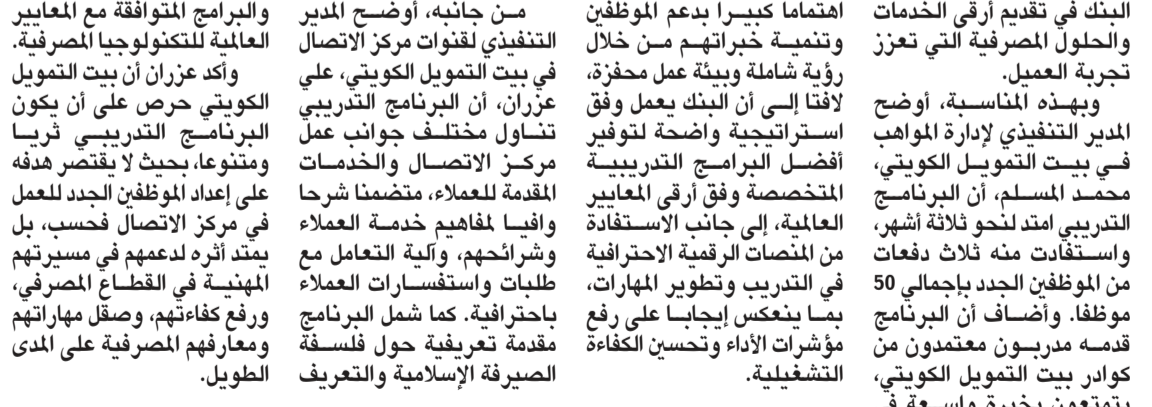 البنك في تقديم أرقى الخدمات
والحلول المصرفية التي تعزز
تجربة العميل.
وبهذه المناسبة، أوضح
المدير التنفيذي لإدارة المواهب
في بيت التمويل الكويتي،
محمد المسلم، أن البرنامج
التدريبي امتد لنحو ثلاثة أشهر،
واستفادت منه ثلاث دفعات
من الموظفين الجدد بإجمالي 50
موظفا. وأضاف أن البرنامج
قدمه مدربون معتمدون من
كوادر بيت التمويل الكويتي،
يتمتعون بخبرة واسعة في
اهتماما كبيرا بدعم الموظفين
وتنمية خبراتهم من خلال
رؤية شاملة وبيئة عمل محفزة،
لافتا إلى أن البنك يعمل وفق
استراتيجية واضحة لتوفير
أفضل البرامج التدريبية
المتخصصة وفق أرقى المعايير
العالمية، إلى جانب الاستفادة
من المنصات الرقمية الاحترافية
في التدريب وتطوير المهارات،
بما ينعكس إيجابا على رفع
مؤشرات الأداء وتحسين الكفاءة
التشغيلية.
من جانبه، أوضح المدير
التنفيذي لقنوات مركز الاتصال
في بيت التمويل الكويتي، علي
عزران، أن البرنامج التدريبي
تناول مختلف جوانب عمل
مركز الاتصال والخدمات
المقدمة للعملاء، متضمنا شرحا
وافيا لمفاهيم خدمة العملاء
وشرائحهم، وآلية التعامل مع
طلبات واستفسارات العملاء
باحترافية. كما شمل البرنامج
مقدمة تعريفية حول فلسفة
الصيرفة الإسلامية والتعريف
والبرامج المتوافقة مع المعايير
العالمية للتكنولوجيا المصرفية.
وأكد عزران أن بيت التمويل
الكويتي حرص على أن يكون
البرنامج التدريبي ثريا
ومتنوعا، بحيث لا يقتصر هدفه
على إعداد الموظفين الجدد للعمل
في مركز الاتصال فحسب، بل
يمتد أثره لدعمهم في مسيرتهم
المهنية في القطاع المصرفي،
ورفع كفاءتهم، وصقل مهاراتهم
ومعارفهم المصرفية على المدى
الطويل.